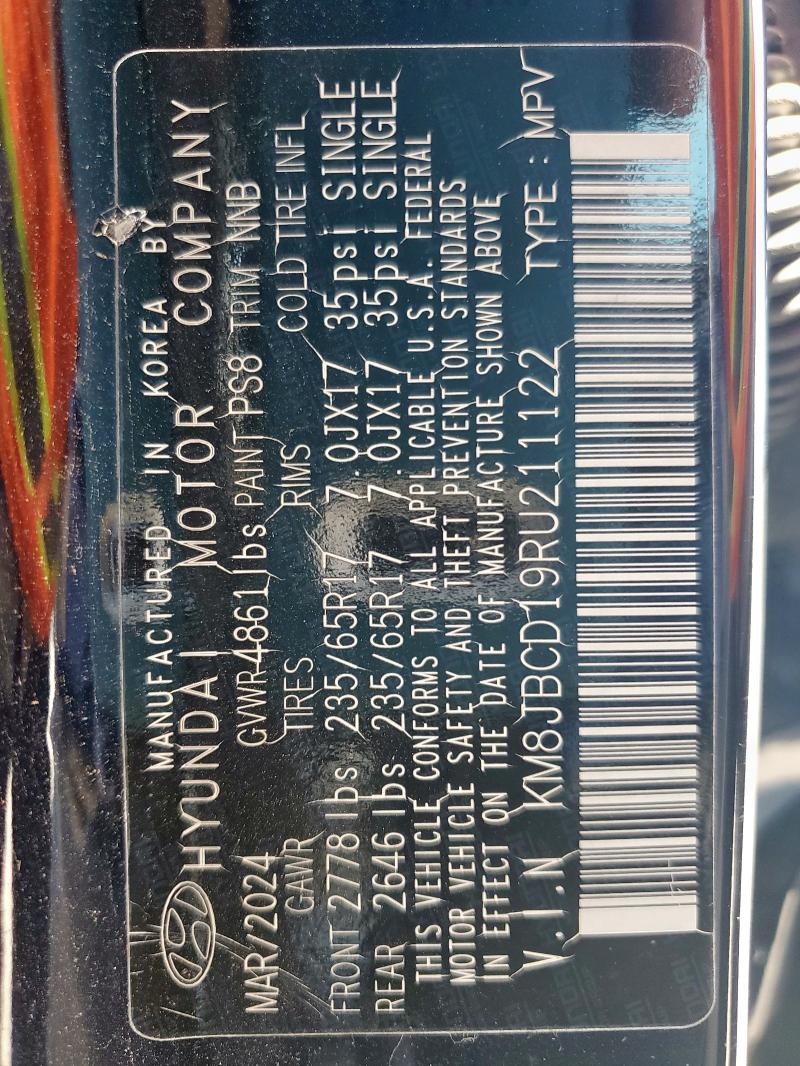 MANUFACTURED IN KOREA BY
HYUNDAI MOTOR COMPANY
MAR/2024 GVWR 4861lbs PAINT PS8 TRIM NNB
GAWR TIRES RIMS COLD TIRE INFL
FRONT 2778 lbs 235/65R17 7.0JX17 35psi SINGLE
REAR 2646 lbs 235/65R17 7.0JX17 35psi SINGLE
THIS VEHICLE CONFORMS TO ALL APPLICABLE U.S.A. FEDERAL
MOTOR VEHICLE SAFETY AND THEFT PREVENTION STANDARDS
IN EFFECT ON THE DATE OF MANUFACTURE SHOWN ABOVE
V.I.N KM8JBCD19RU211122 TYPE : MPV